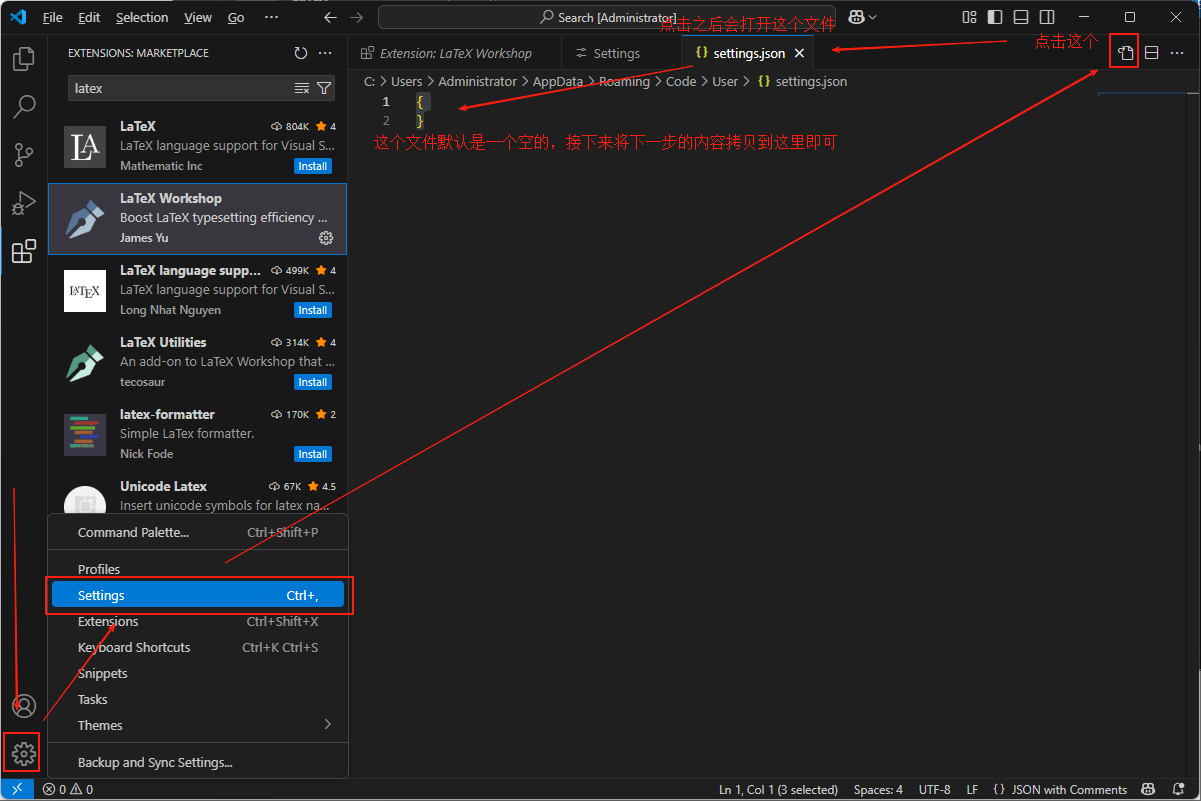 File Edit Selection View Go ···
Search [Administrator]
点击之后会打开这个文件
点击这个
EXTENSIONS: MARKETPLACE
Extension: LaTeX Workshop
Settings
{} settings.json
C: > Users > Administrator > AppData > Roaming > Code > User > {} settings.json
latex
1 {
2 }
这个文件默认是一个空的，接下来将下一步的内容拷贝到这里即可
LaTeX 804K 4
LaTeX language support for Visual S...
Mathematic Inc Install
LaTeX Workshop
Boost LaTeX typesetting efficiency ...
James Yu
LaTeX language supp... 499K 4
LaTeX language support for Visual S...
Long Nhat Nguyen Install
LaTeX Utilities 314K 4
An add-on to LaTeX Workshop that ...
tecosaur Install
latex-formatter 170K 2
Simple LaTex formatter.
Nick Fode Install
Unicode Latex 67K 4.5
Insert unicode symbols for latex na...
LA
LATEX
Command Palette... Ctrl+Shift+P
Profiles
Settings Ctrl+,
Extensions Ctrl+Shift+X
Keyboard Shortcuts Ctrl+K Ctrl+S
Snippets
Tasks
Themes
Backup and Sync Settings...
0 0
Ln 1, Col 1 (3 selected) Spaces: 4 UTF-8 LF {} JSON with Comments